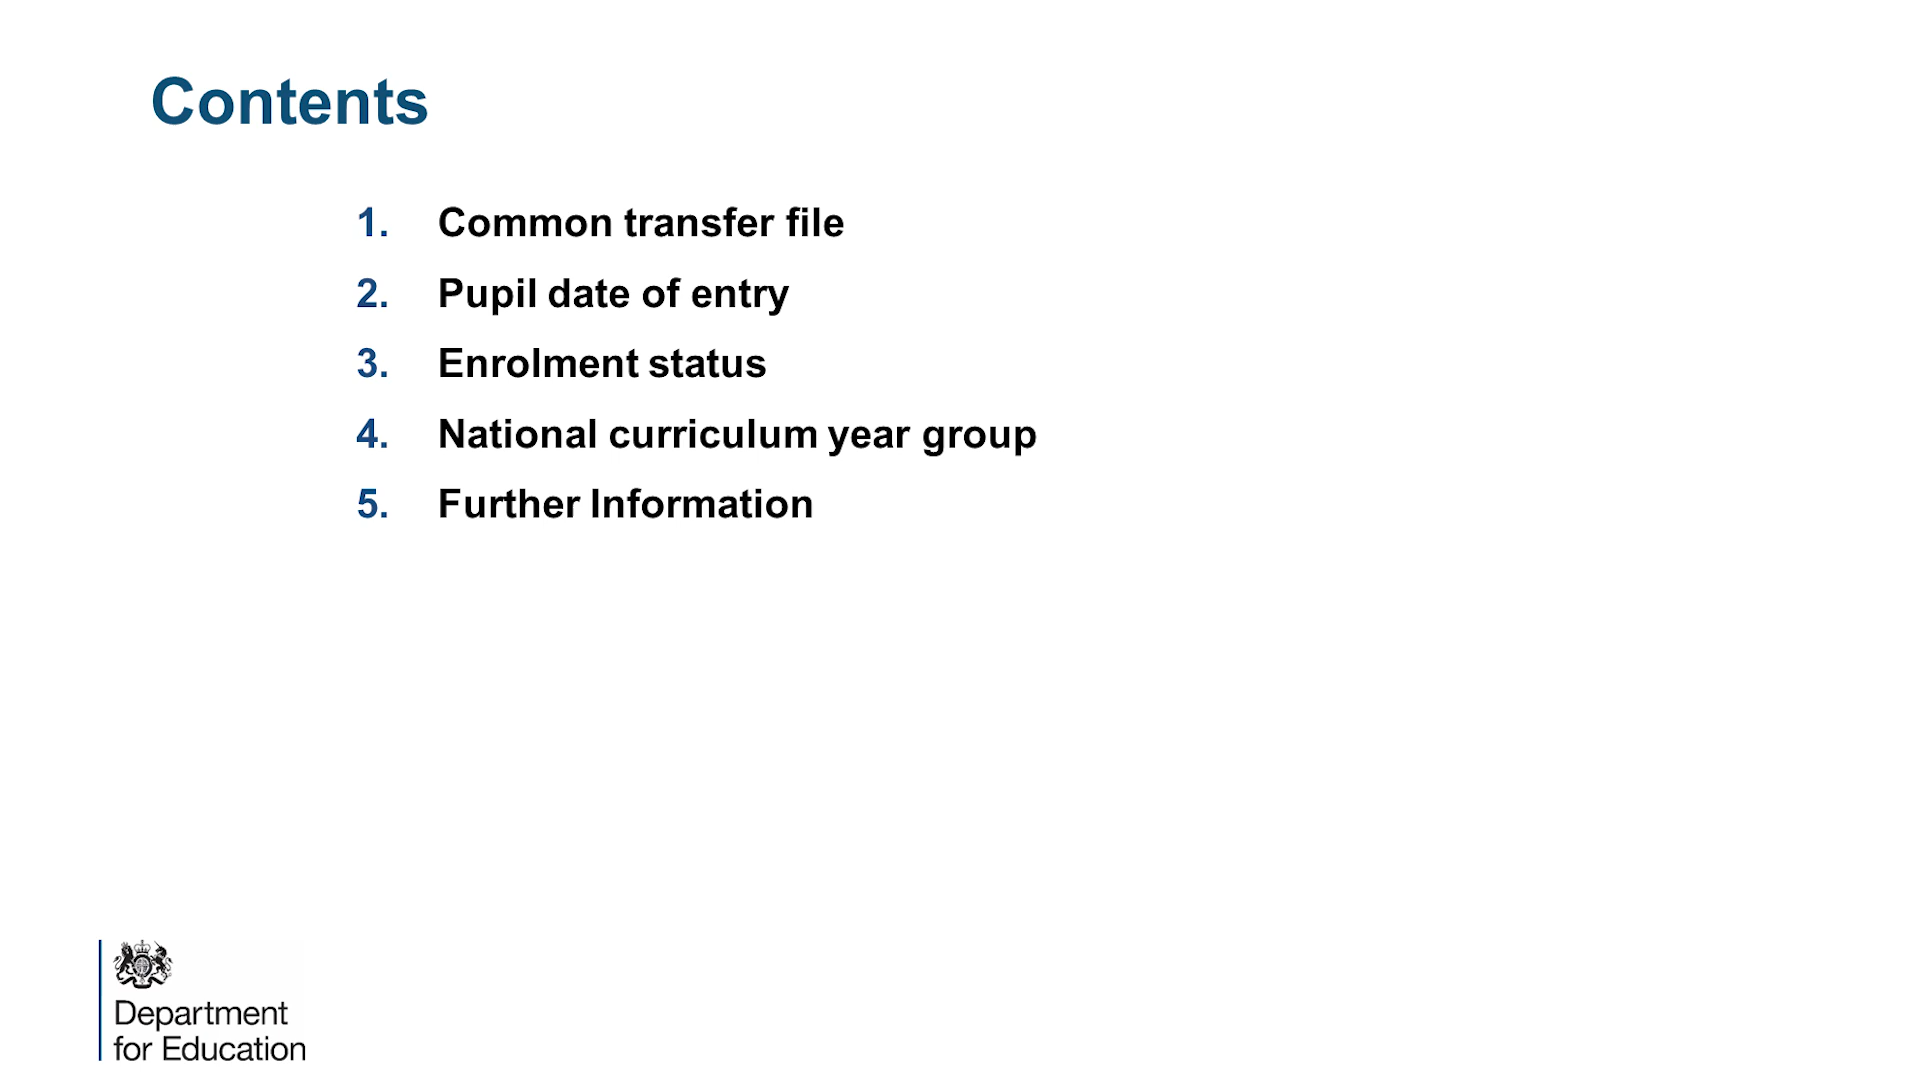 Contents
1. Common transfer file
2. Pupil date of entry
3. Enrolment status
4. National curriculum year group
5. Further Information
Department
for Education